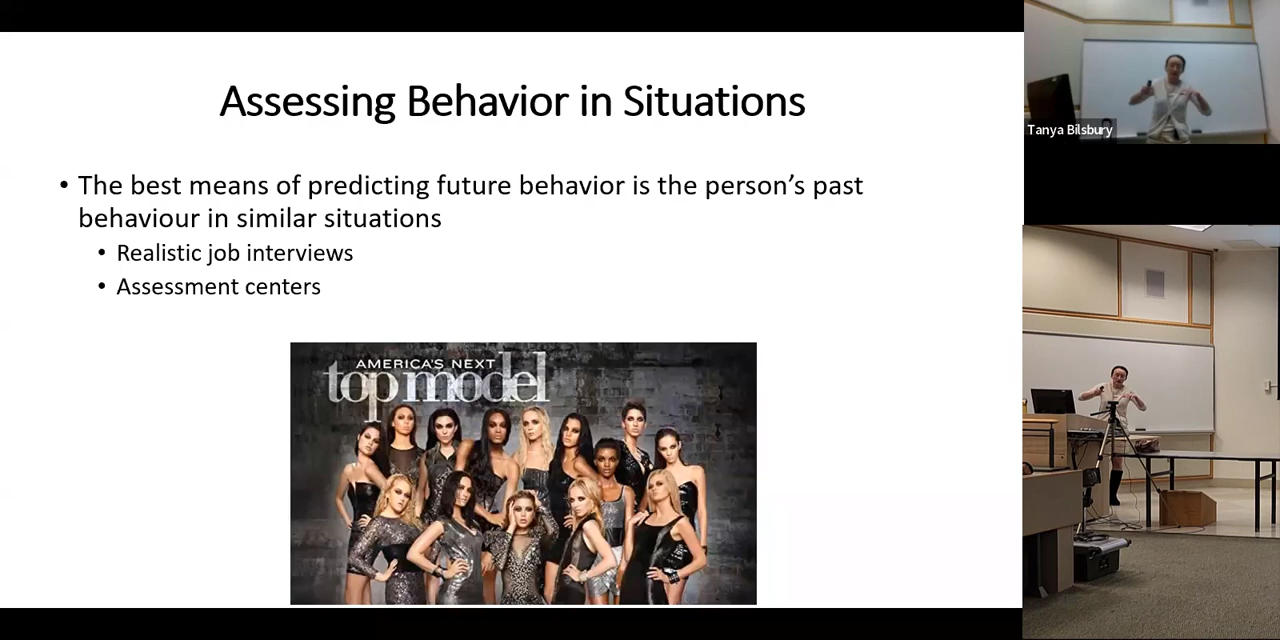 Assessing Behavior in Situations
• The best means of predicting future behavior is the person's past
behaviour in similar situations
• Realistic job interviews
• Assessment centers
AMERICA'S NEXT
top model
Tanya Bilsbury